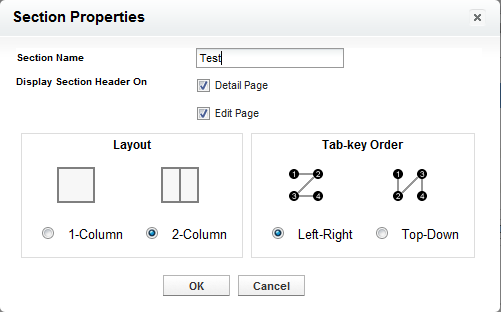 Section Properties
Section Name Test
Display Section Header On Detail Page
Edit Page
Layout
1-Column 2-Column
Tab-key Order
1 2
3 4
Left-Right
1 3
2 4
Top-Down
OK Cancel